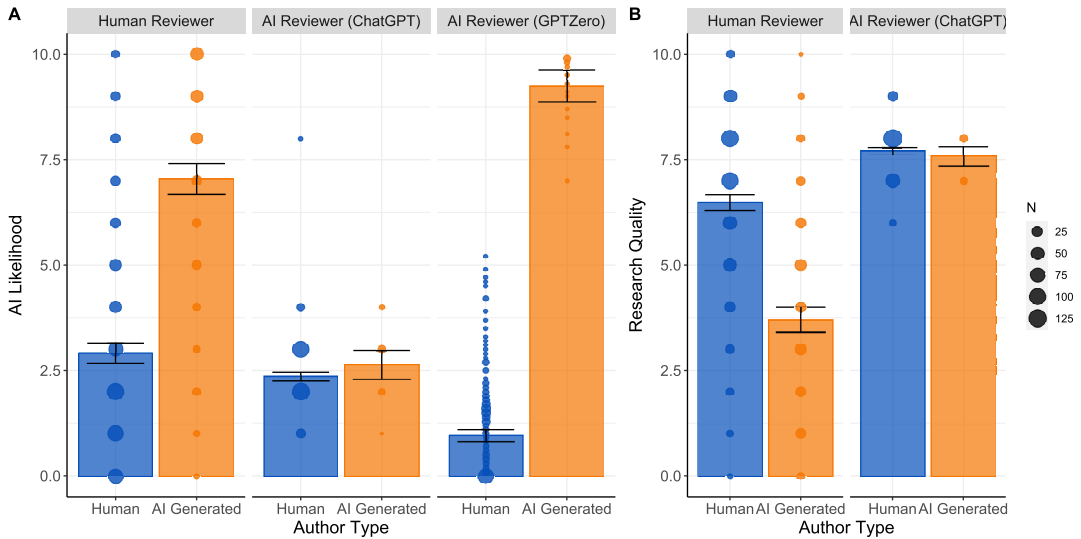 A
Human Reviewer
AI Reviewer (ChatGPT)
AI Reviewer (GPTZero)
10.0
7.5
5.0
2.5
0.0
AI Likelihood
Human
AI Generated
Human
AI Generated
Human
AI Generated
Author Type
B
Human Reviewer
AI Reviewer (ChatGPT)
10.0
7.5
5.0
2.5
0.0
Research Quality
Human
AI Generated
Human
AI Generated
Author Type
N
25
50
75
100
125